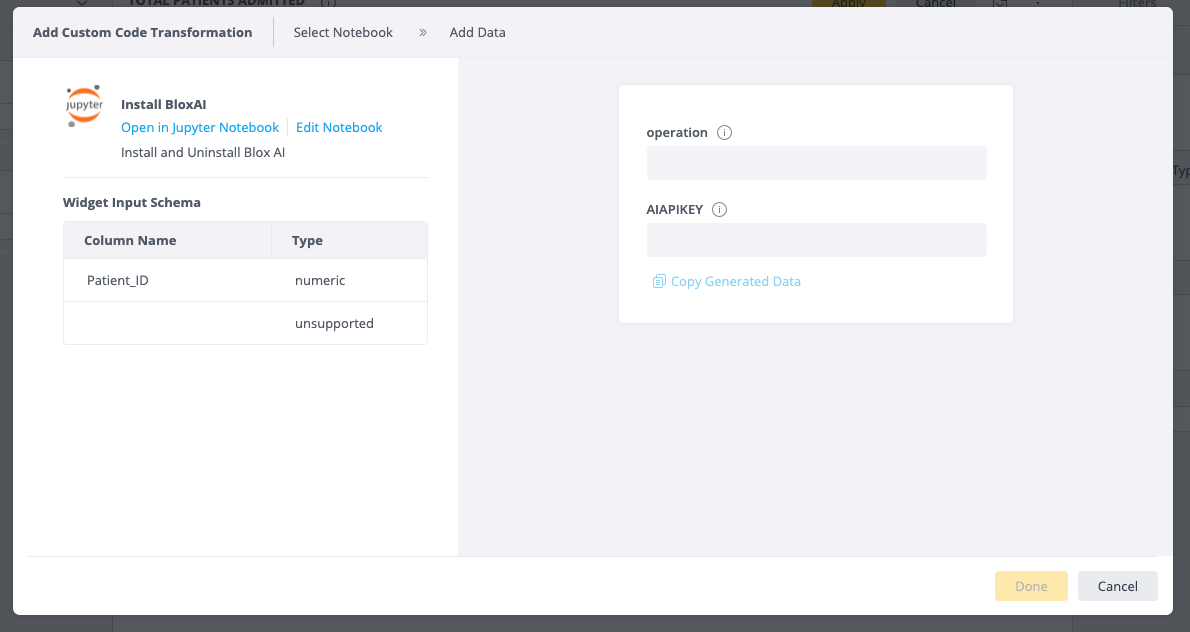 TOTAL PATIENTS ADMITTED
Apply
Cancel
Filters
Add Custom Code Transformation
Select Notebook
»
Add Data
jupyter
Install BloxAI
Open in Jupyter Notebook
Edit Notebook
Install and Uninstall Blox AI
Widget Input Schema
Column Name
Type
Patient_ID
numeric
unsupported
operation
AIAPIKEY
Copy Generated Data
Typ
Done
Cancel